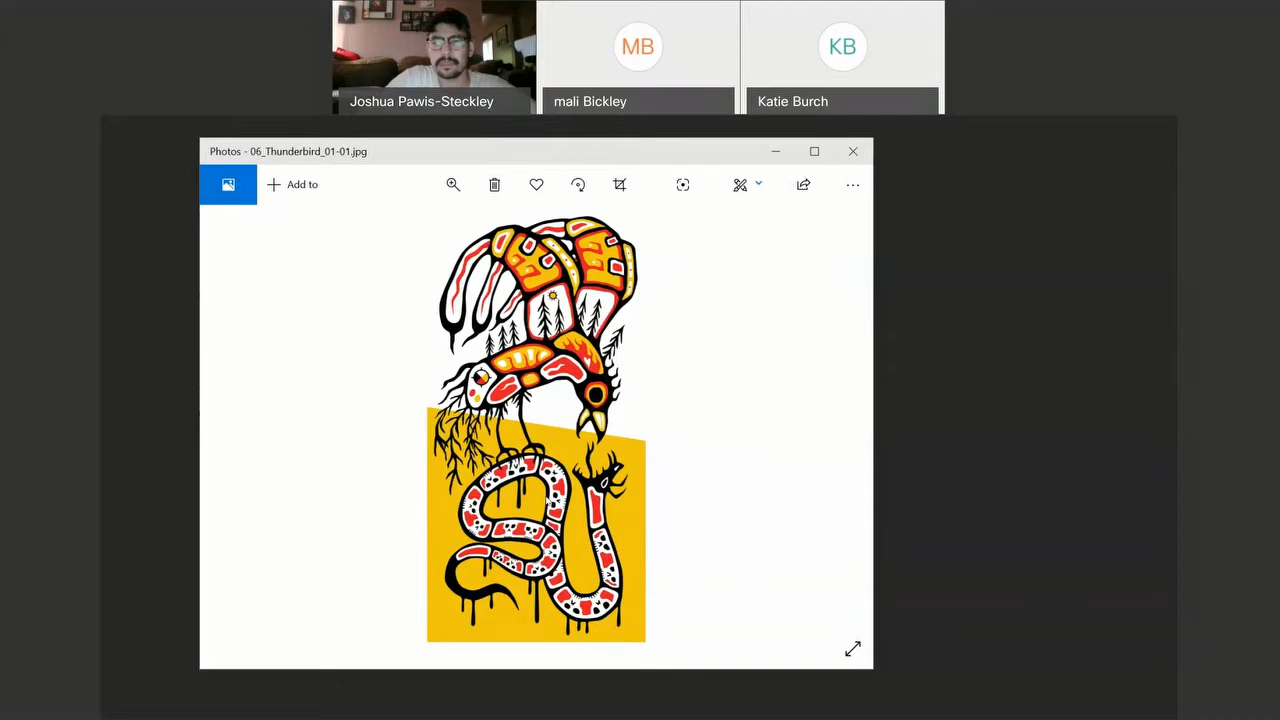 MB
KB
Joshua Pawis-Steckley
mali Bickley
Katie Burch
Photos - 06_Thunderbird_01-01.jpg
Add to